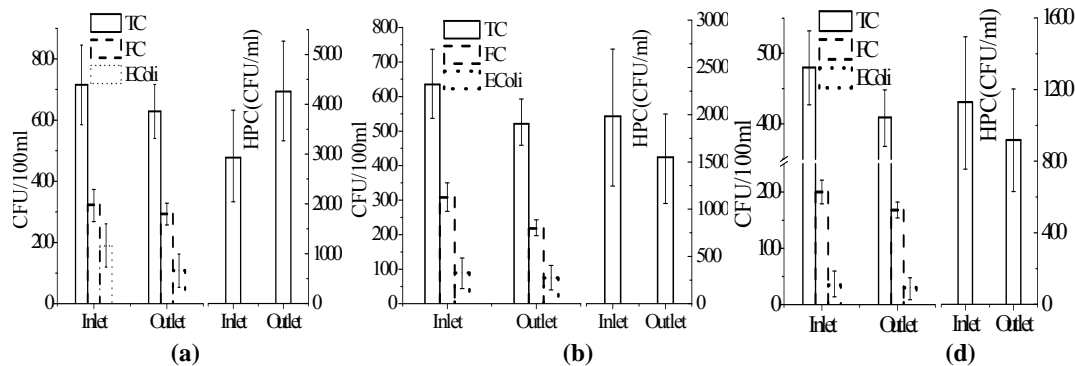 TC
FC
EColi
CFU/100ml
800
600
400
200
0
HPC(CFU/ml)
5000
4000
3000
2000
1000
0
Inlet
Outlet
Inlet
Outlet
(a)
TC
FC
EColi
CFU/100ml
800
700
600
500
400
300
200
100
0
HPC(CFU/ml)
3000
2500
2000
1500
1000
500
0
Inlet
Outlet
Inlet
Outlet
(b)
TC
FC
EColi
CFU/100ml
500
400
200
100
0
HPC(CFU/ml)
1600
1200
800
400
0
Inlet
Outlet
Inlet
Outlet
(d)